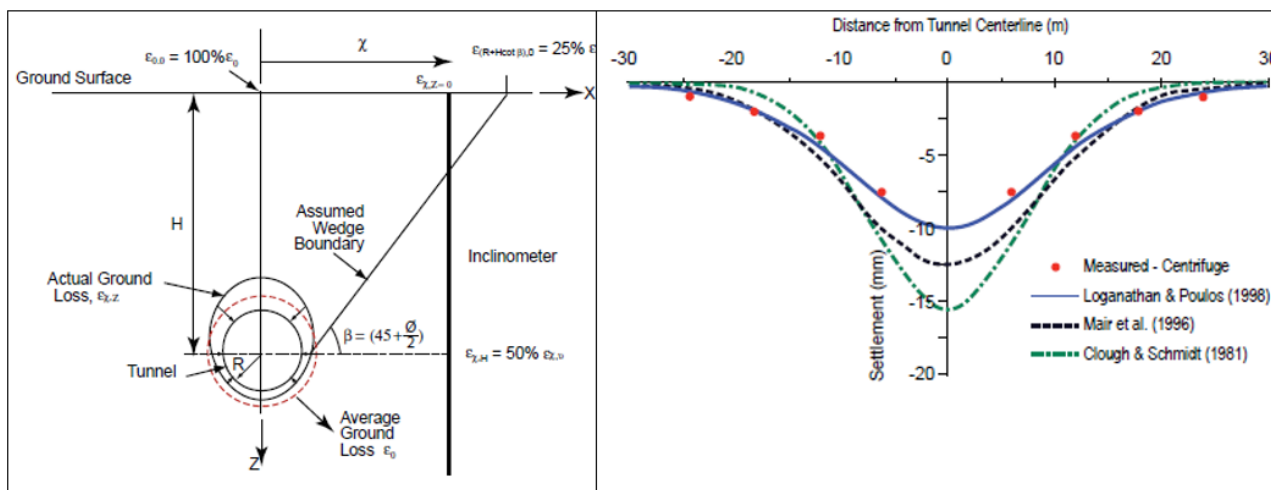 χ
ε(R+Hcot β),0 = 25% ε
ε0.0 = 100%ε0
Ground Surface
εχ,Z=0
X
H
Assumed
Wedge
Boundary
Inclinometer
Actual Ground
Loss, εχ,Z
β = (45+Ø/2)
εχ,H = 50% εχ,υ
Tunnel
R
Average
Ground
Loss ε0
Z
Distance from Tunnel Centerline (m)
-30 -20 -10 0 10 20 30
-5
-10
-15
-20
Settlement (mm)
Measured - Centrifuge
Loganathan & Poulos (1998)
Mair et al. (1996)
Clough & Schmidt (1981)